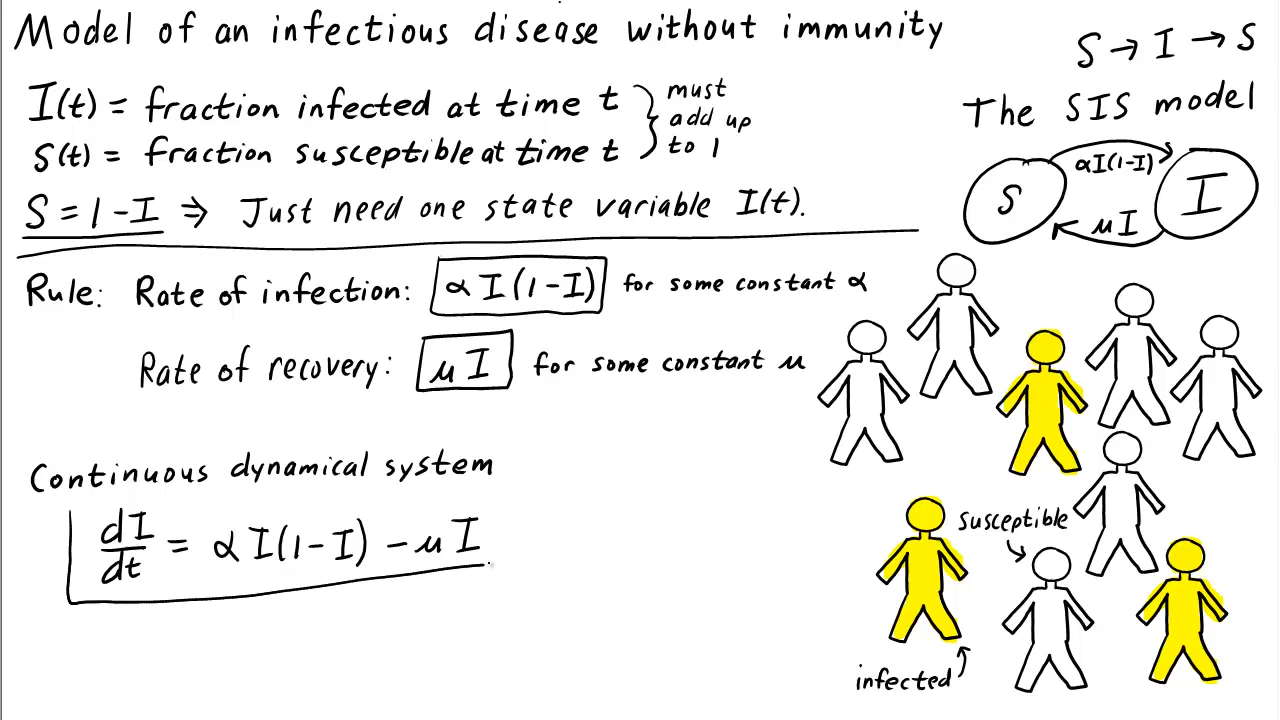 Model of an infectious disease without immunity
I(t) = fraction infected at time t
S(t) = fraction susceptible at time t
must
add up
to 1
S = 1-I ⇒ Just need one state variable I(t).
S → I → S
The SIS model
S
αI(1-I)
μI
I
Rule: Rate of infection: αI(1-I) for some constant α
Rate of recovery: μI for some constant μ
Continuous dynamical system
dI/dt = αI(1-I) - μI
susceptible
infected